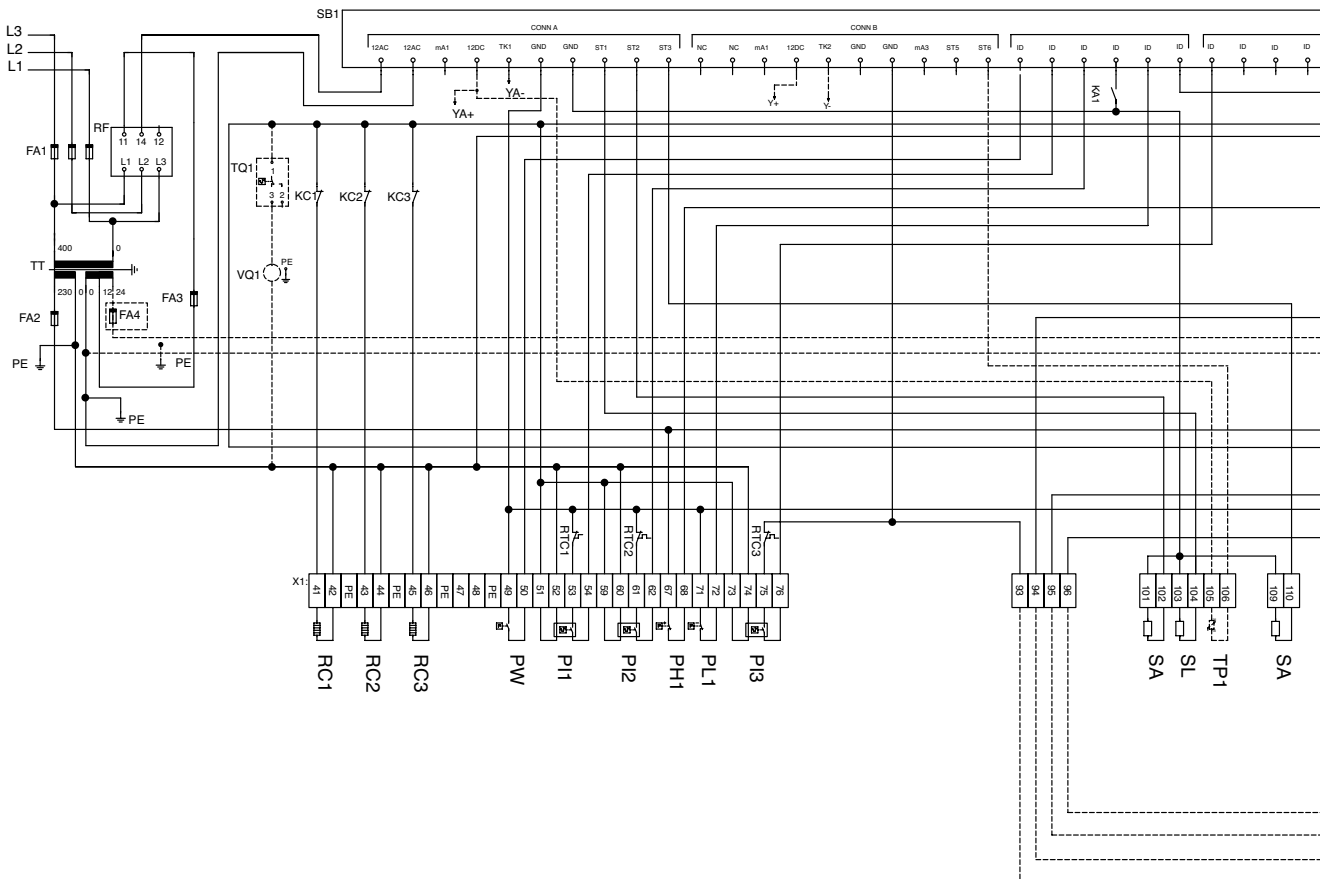 SB1
CONN A CONN B
12AC 12AC mA1 12DC TK1 GND GND ST1 ST2 ST3 NC NC mA1 12DC TK2 GND GND mA3 ST5 ST6 ID ID ID ID ID ID ID ID ID ID
L3
L2
L1
YA-
YA+
Y+
Y-
KA1
RF
11 14 12
L1 L2 L3
FA1
TQ1
1
3 2
KC1
KC2
KC3
400 0
TT
230 0 0 12 24
VQ1
PE
FA3
FA2
FA4
PE
PE
PE
RTC1
RTC2
RTC3
X1:
41 42 PE 43 44 PE 45 46 PE 47 48 PE 49 50 51 52 53 54 59 60 61 62 67 68 71 72 73 74 75 76
93 94 95 96
101 102 103 104 105 106
109 110
RC1
RC2
RC3
PW
PI1
PI2
PH1
PL1
PI3
SA
SL
TP1
SA